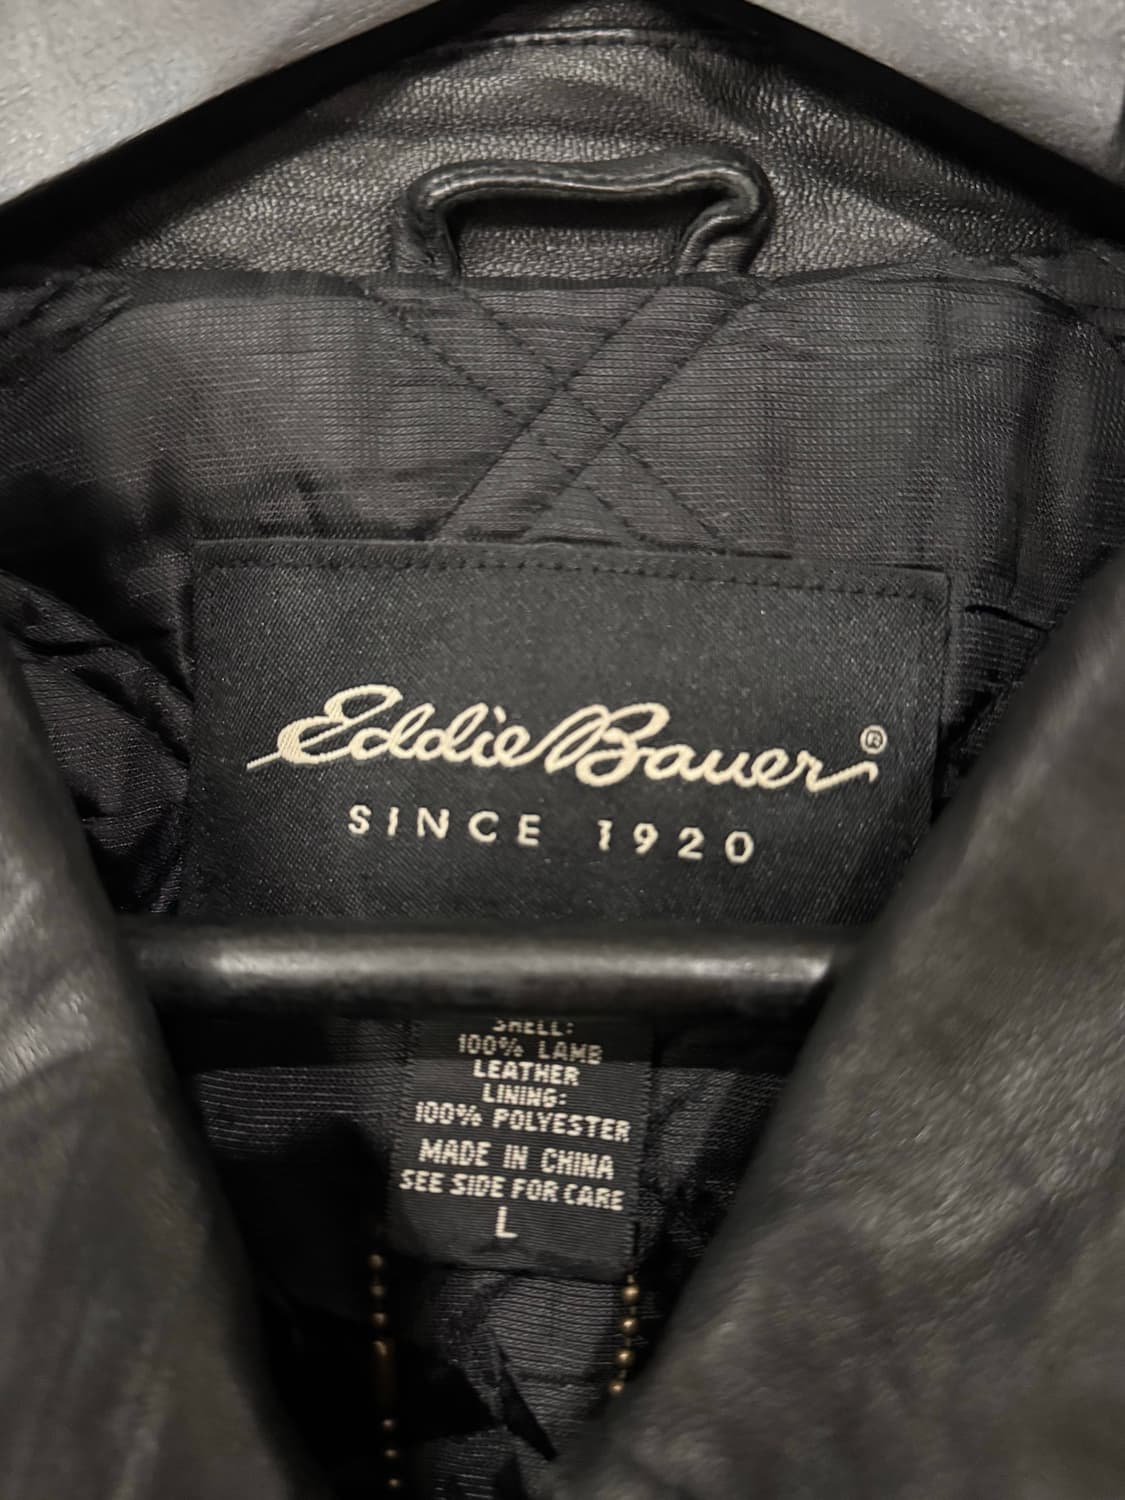 Eddie Bauer ®
SINCE 1920
SHELL:
100% LAMB
LEATHER
LINING:
100% POLYESTER
MADE IN CHINA
SEE SIDE FOR CARE
L